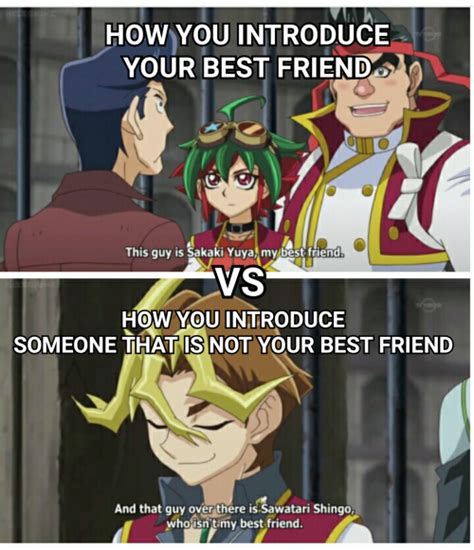 HOW YOU INTRODUCE
YOUR BEST FRIEND
This guy is Sakaki Yuya, my best friend.
VS
HOW YOU INTRODUCE
SOMEONE THAT IS NOT YOUR BEST FRIEND
And that guy over there is Sawatari Shingo,
who isn't my best friend.